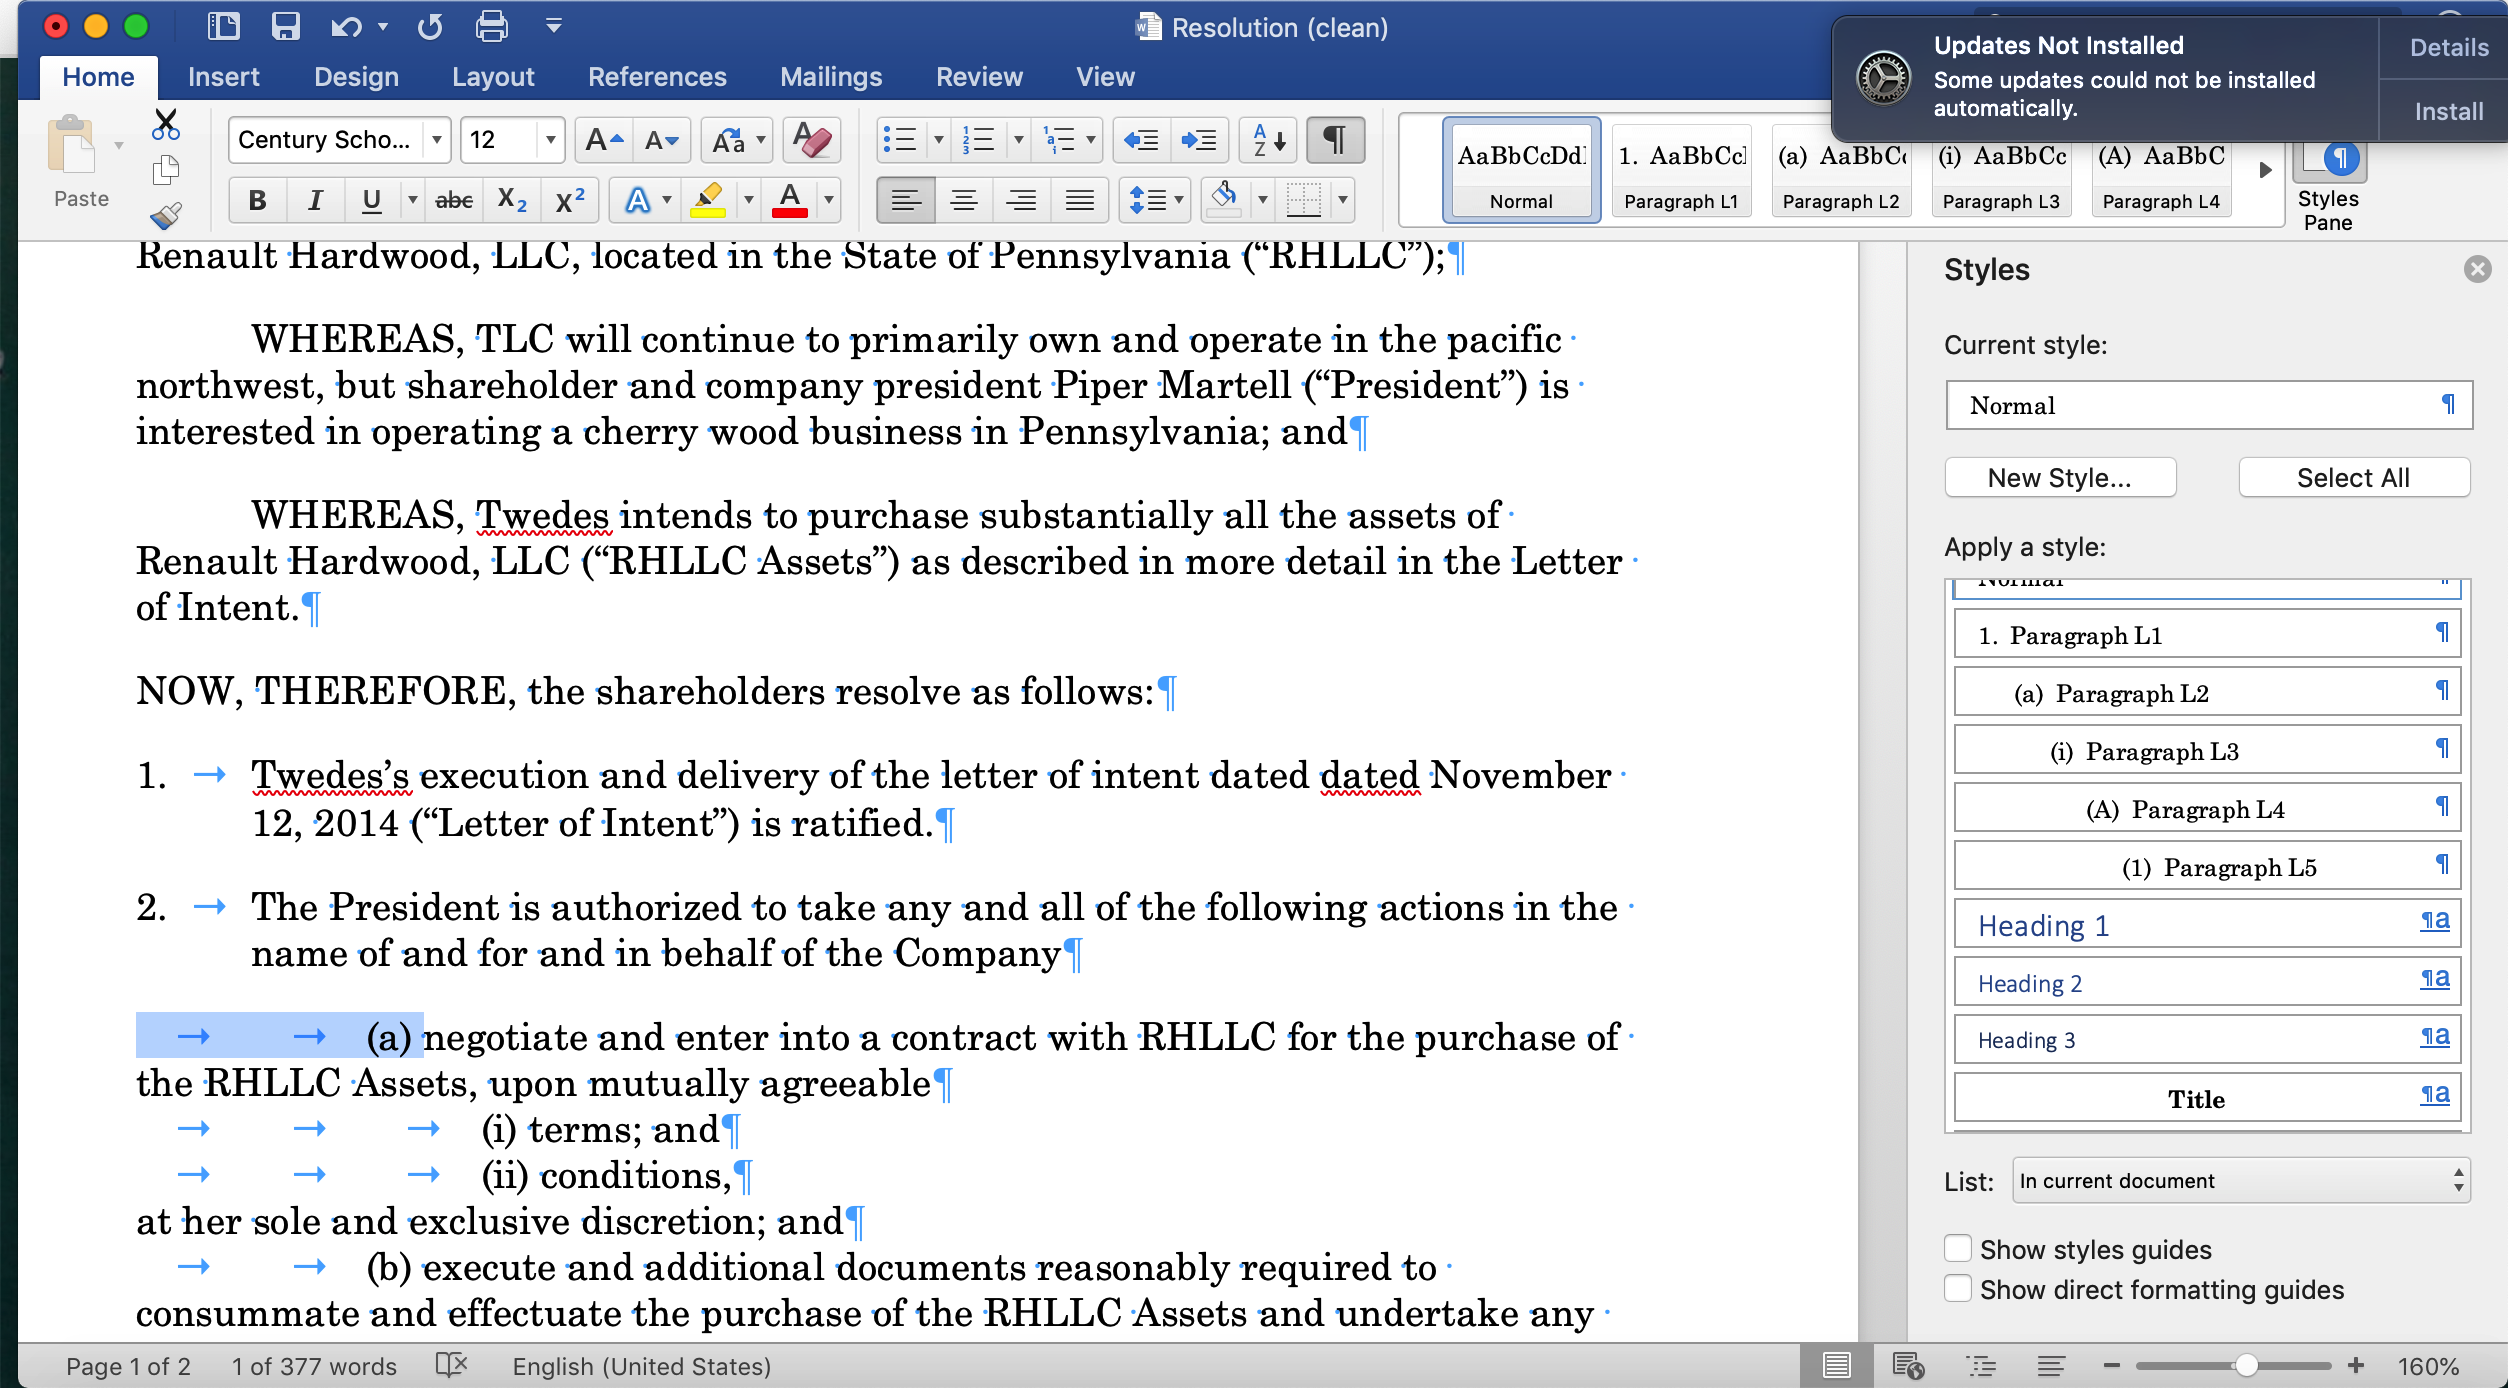 Resolution (clean)
Home Insert Design Layout References Mailings Review View
Updates Not Installed
Some updates could not be installed
automatically.
Details
Install
Paste
Century Scho... 12
AaBbCcDd Normal
1. AaBbCc Paragraph L1
(a) AaBbC Paragraph L2
(i) AaBbCc Paragraph L3
(A) AaBbC Paragraph L4
Styles
Pane
Renault Hardwood, LLC, located in the State of Pennsylvania (“RHLLC”);¶
WHEREAS, TLC will continue to primarily own and operate in the pacific
northwest, but shareholder and company president Piper Martell (“President”) is
interested in operating a cherry wood business in Pennsylvania; and¶
WHEREAS, Twedes intends to purchase substantially all the assets of
Renault Hardwood, LLC (“RHLLC Assets”) as described in more detail in the Letter
of Intent.¶
NOW, THEREFORE, the shareholders resolve as follows:¶
1. → Twedes’s execution and delivery of the letter of intent dated dated November
12, 2014 (“Letter of Intent”) is ratified.¶
2. → The President is authorized to take any and all of the following actions in the
name of and for and in behalf of the Company¶
→ → (a) negotiate and enter into a contract with RHLLC for the purchase of
the RHLLC Assets, upon mutually agreeable¶
→ → → (i) terms; and¶
→ → → (ii) conditions,¶
at her sole and exclusive discretion; and¶
→ → (b) execute and additional documents reasonably required to
consummate and effectuate the purchase of the RHLLC Assets and undertake any
Styles
Current style:
Normal ¶
New Style... Select All
Apply a style:
Normal
1. Paragraph L1 ¶
(a) Paragraph L2 ¶
(i) Paragraph L3 ¶
(A) Paragraph L4 ¶
(1) Paragraph L5 ¶
Heading 1 ¶a
Heading 2 ¶a
Heading 3 ¶a
Title ¶a
List: In current document
Show styles guides
Show direct formatting guides
Page 1 of 2 1 of 377 words English (United States) 160%